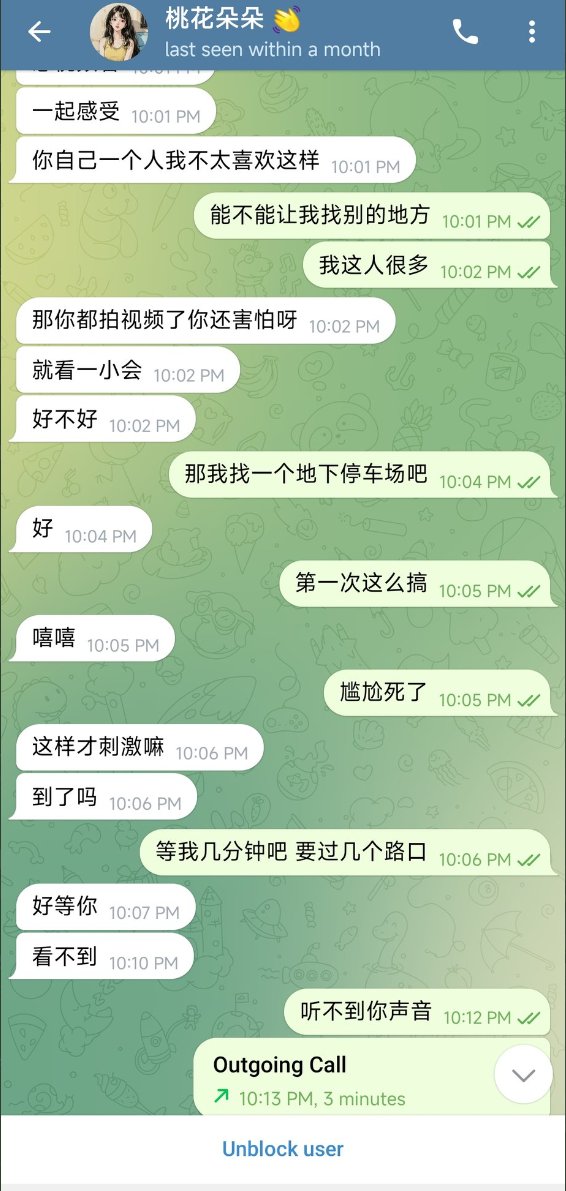 桃花朵朵 👋
last seen within a month
一起感受 10:01 PM
你自己一个人我不太喜欢这样 10:01 PM
能不能让我找别的地方 10:01 PM
我这人很多 10:02 PM
那你都拍视频了你还害怕呀 10:02 PM
就看一小会 10:02 PM
好不好 10:02 PM
那我找一个地下停车场吧 10:04 PM
好 10:04 PM
第一次这么搞 10:05 PM
嘻嘻 10:05 PM
尴尬死了 10:05 PM
这样才刺激嘛 10:06 PM
到了吗 10:06 PM
等我几分钟吧 要过几个路口 10:06 PM
好等你 10:07 PM
看不到 10:10 PM
听不到你声音 10:12 PM
Outgoing Call
10:13 PM, 3 minutes
Unblock user